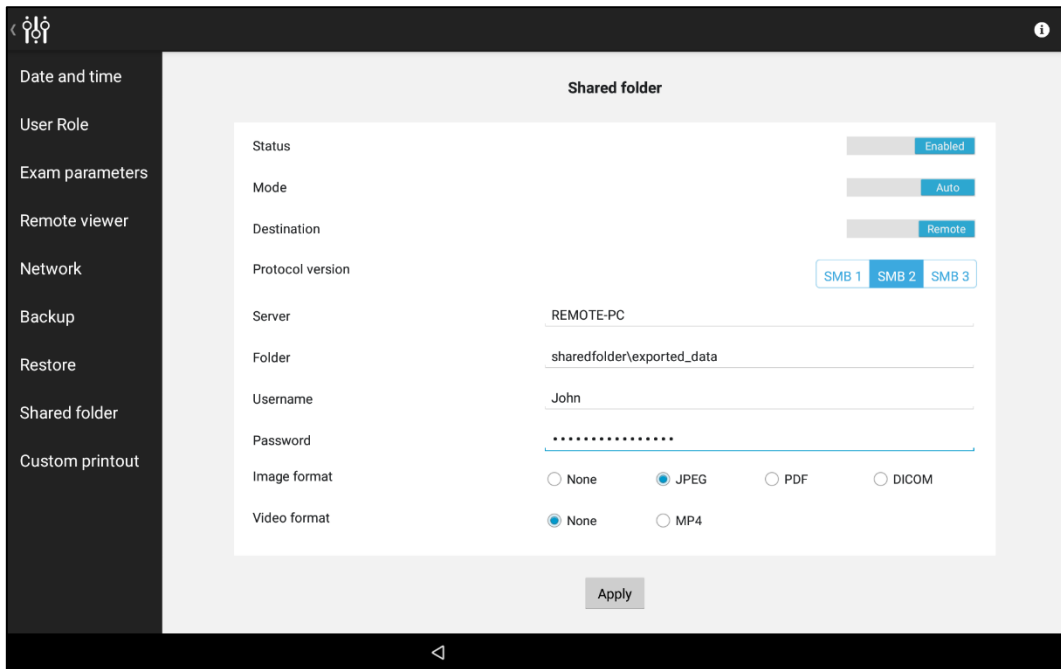 Date and time
User Role
Exam parameters
Remote viewer
Network
Backup
Restore
Shared folder
Custom printout
Shared folder
Status Enabled
Mode Auto
Destination Remote
Protocol version SMB 1 SMB 2 SMB 3
Server REMOTE-PC
Folder sharedfolder\exported_data
Username John
Password ••••••••••••••••
Image format None JPEG PDF DICOM
Video format None MP4
Apply